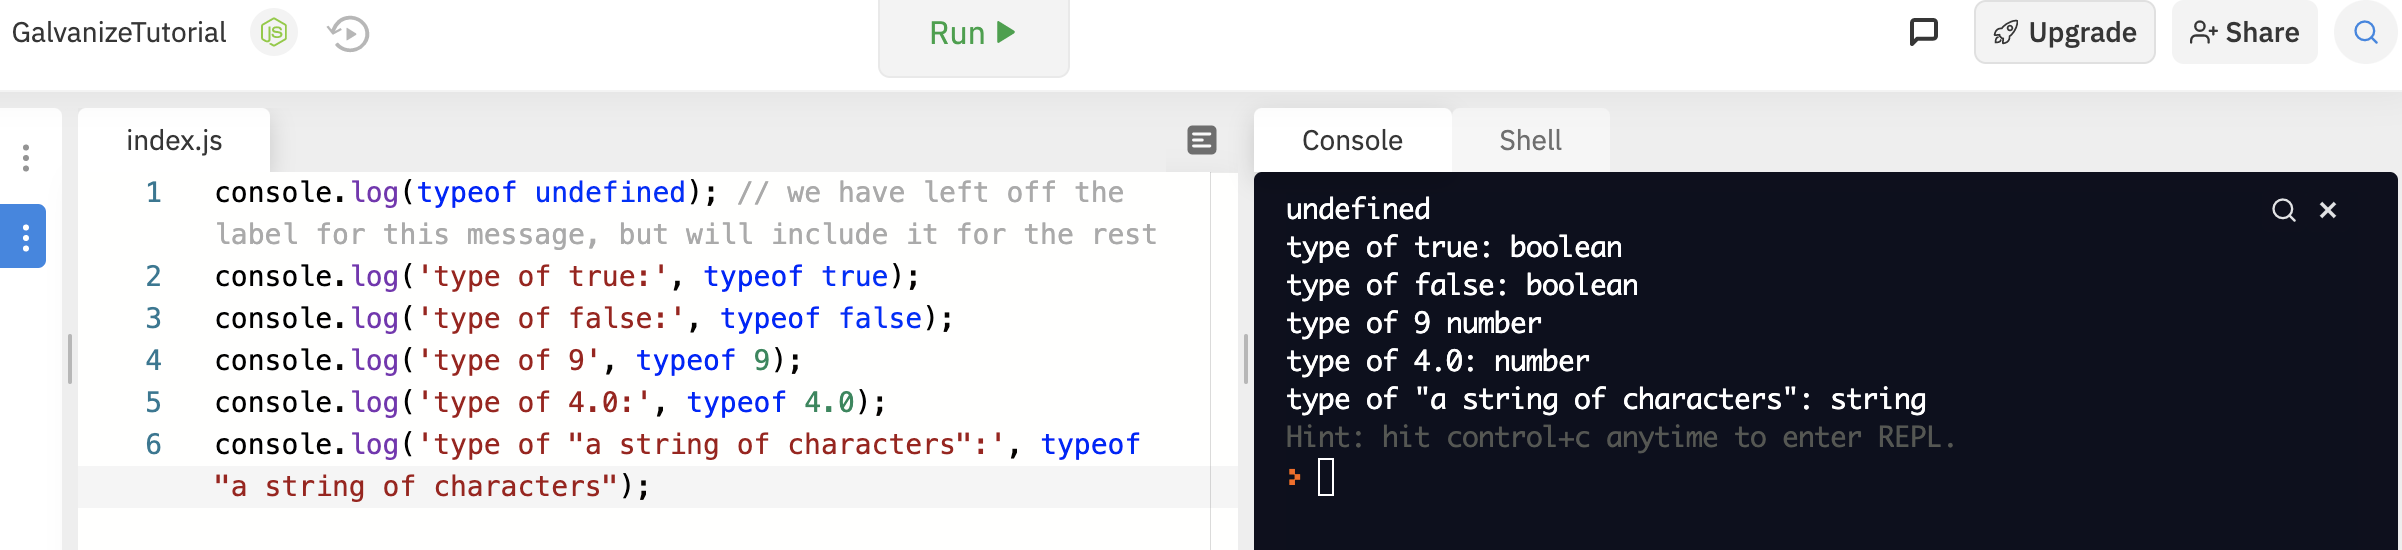 GalvanizeTutorial
Run
Upgrade
Share
index.js
1 console.log(typeof undefined); // we have left off the
label for this message, but will include it for the rest
2 console.log('type of true:', typeof true);
3 console.log('type of false:', typeof false);
4 console.log('type of 9', typeof 9);
5 console.log('type of 4.0:', typeof 4.0);
6 console.log('type of "a string of characters":', typeof
"a string of characters");
Console
Shell
undefined
type of true: boolean
type of false: boolean
type of 9 number
type of 4.0: number
type of "a string of characters": string
Hint: hit control+c anytime to enter REPL.